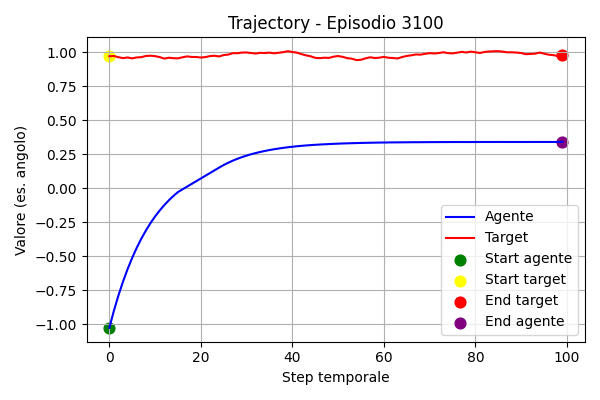 Trajectory - Episodio 3100
Valore (es. angolo)
1.00
0.75
0.50
0.25
0.00
−0.25
−0.50
−0.75
−1.00
0
20
40
60
80
100
Step temporale
Agente
Target
Start agente
Start target
End target
End agente